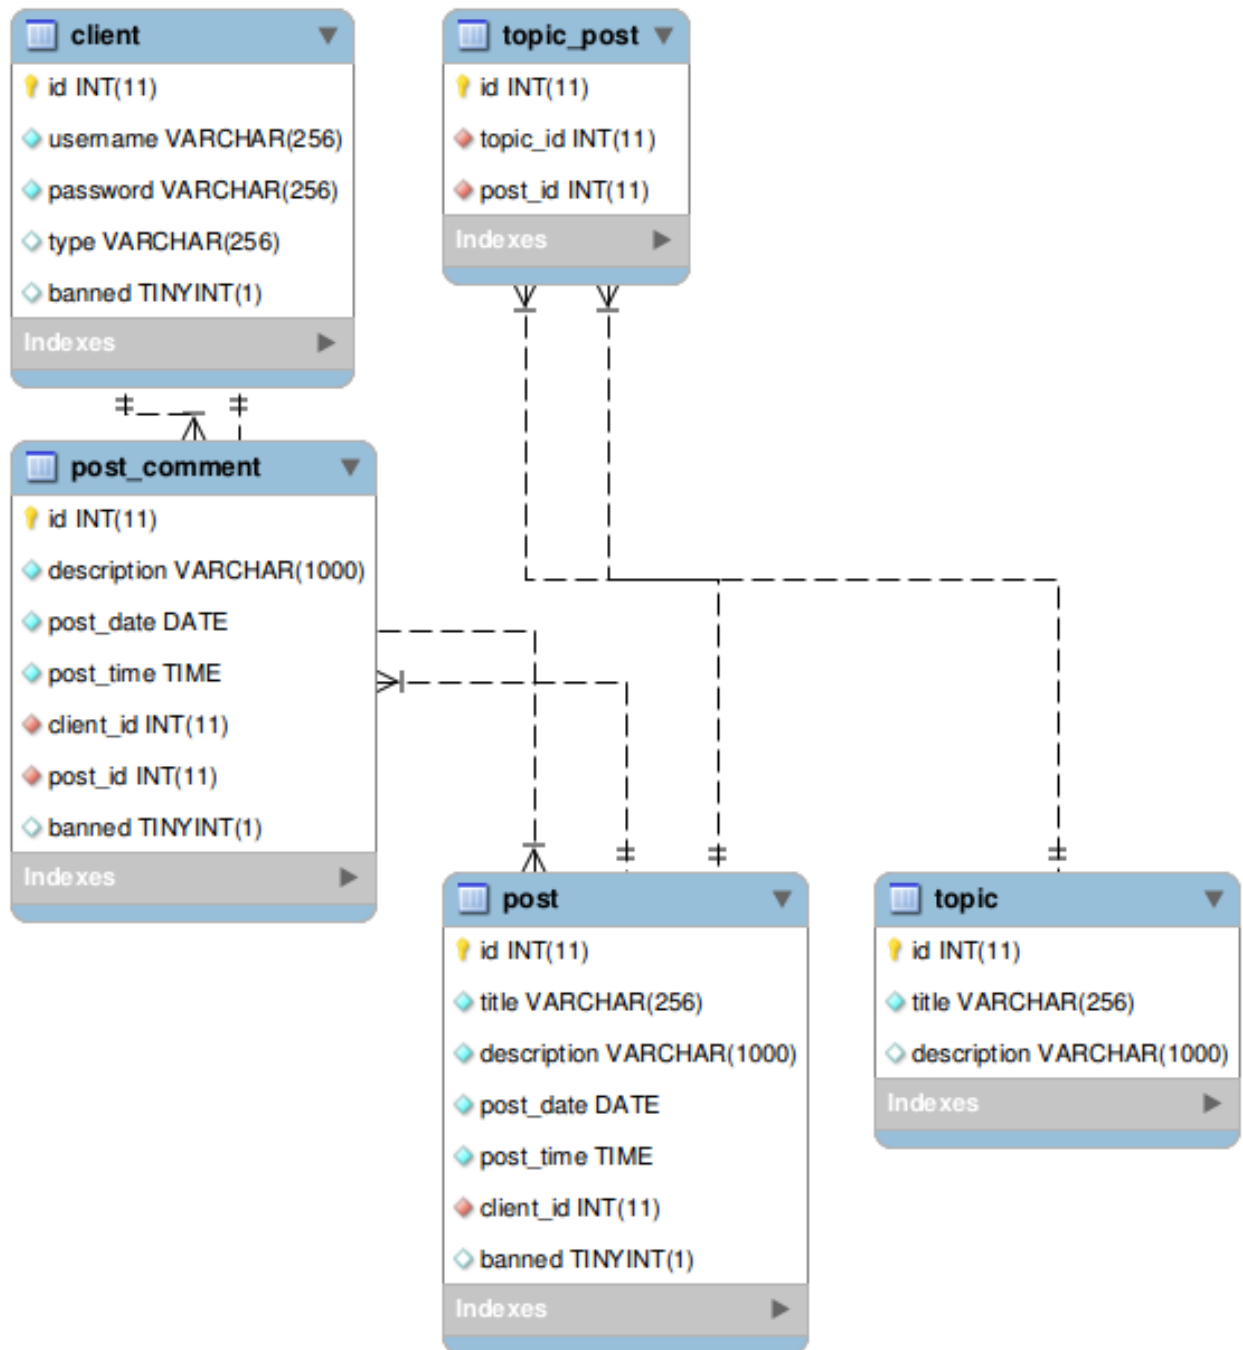 client
id INT(11)
username VARCHAR(256)
password VARCHAR(256)
type VARCHAR(256)
banned TINYINT(1)
Indexes
topic_post
id INT(11)
topic_id INT(11)
post_id INT(11)
Indexes
post_comment
id INT(11)
description VARCHAR(1000)
post_date DATE
post_time TIME
client_id INT(11)
post_id INT(11)
banned TINYINT(1)
Indexes
post
id INT(11)
title VARCHAR(256)
description VARCHAR(1000)
post_date DATE
post_time TIME
client_id INT(11)
banned TINYINT(1)
Indexes
topic
id INT(11)
title VARCHAR(256)
description VARCHAR(1000)
Indexes